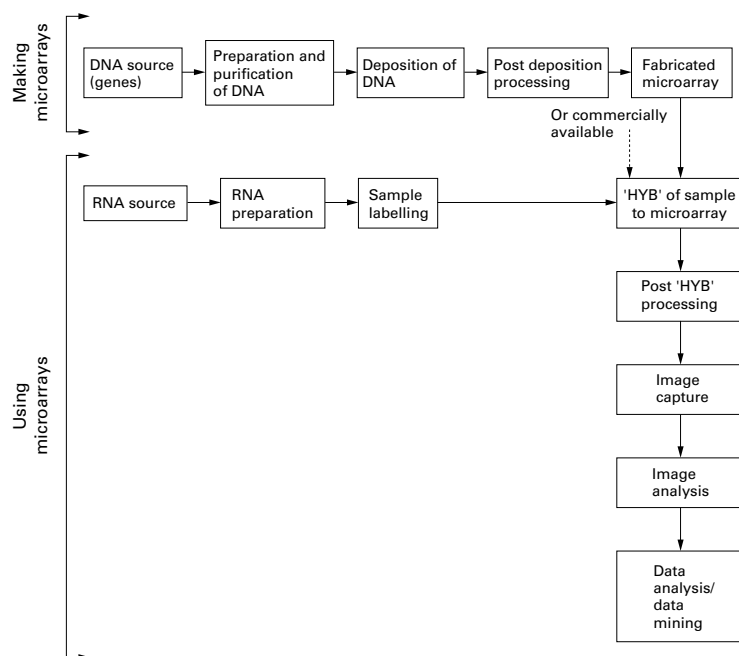 Making
microarrays
DNA source
(genes)
Preparation and
purification
of DNA
Deposition of
DNA
Post deposition
processing
Fabricated
microarray
Or commercially
available
Using
microarrays
RNA source
RNA
preparation
Sample
labelling
'HYB' of sample
to microarray
Post 'HYB'
processing
Image
capture
Image
analysis
Data
analysis/
data
mining